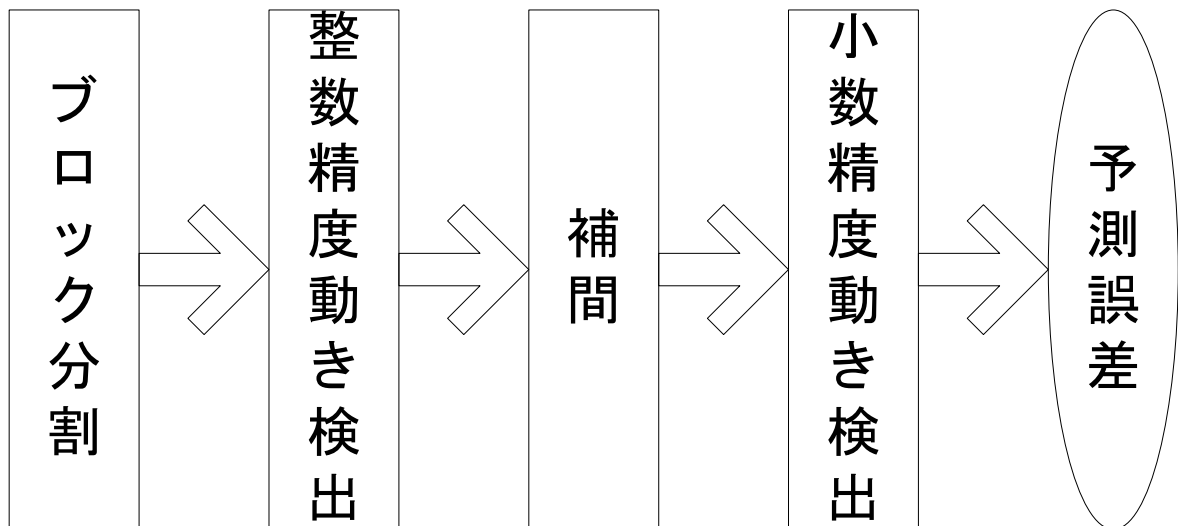 ブロック分割
整数精度動き検出
補間
小数精度動き検出
予測誤差